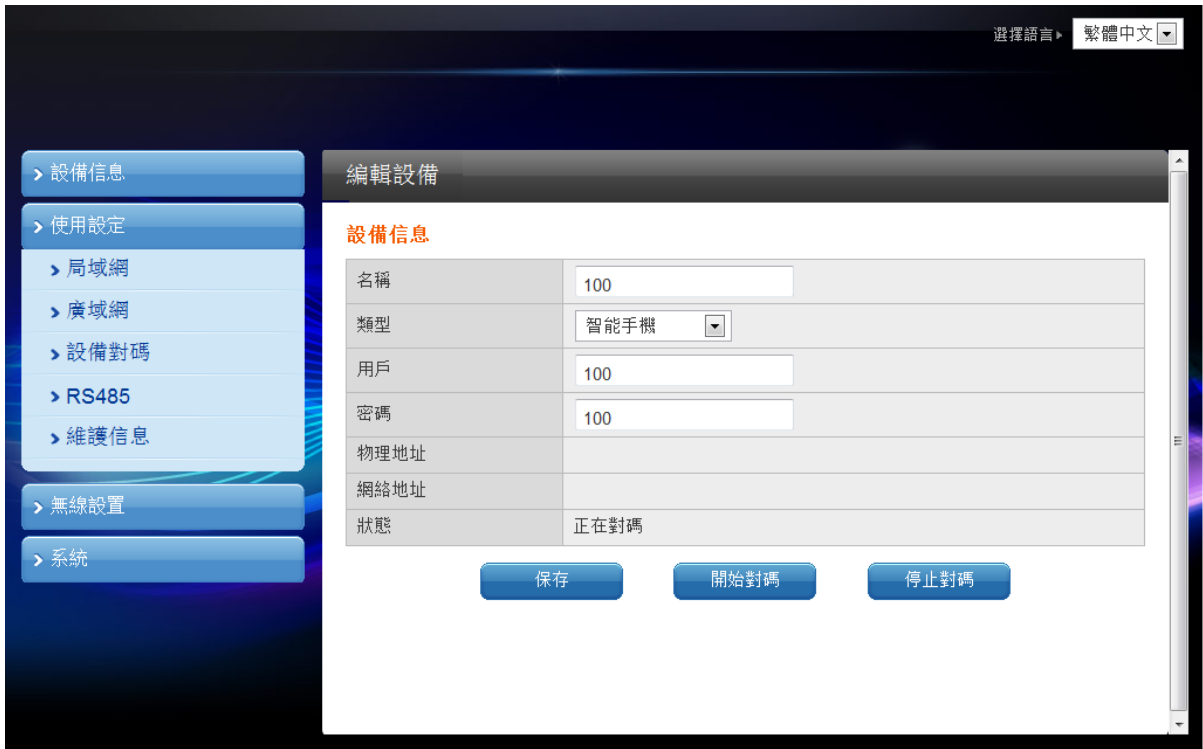 選擇語言
繁體中文
設備信息
使用設定
局域網
廣域網
設備對碼
RS485
維護信息
無線設置
系統
編輯設備
設備信息
名稱 100
類型 智能手機
用戶 100
密碼 100
物理地址
網絡地址
狀態 正在對碼
保存 開始對碼 停止對碼